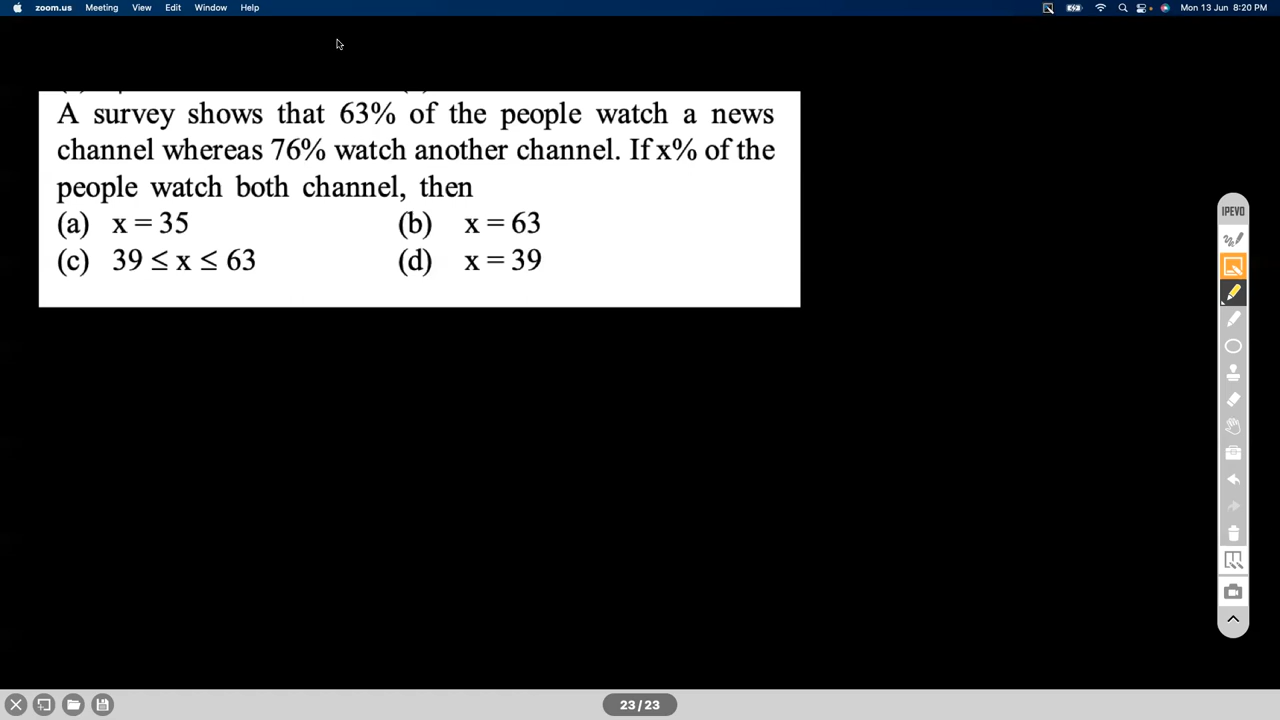 zoom.us Meeting View Edit Window Help Mon 13 Jun 8:20 PM
A survey shows that 63% of the people watch a news
channel whereas 76% watch another channel. If x% of the
people watch both channel, then
(a) x = 35 (b) x = 63
(c) 39 ≤ x ≤ 63 (d) x = 39
IPEVO
23/23